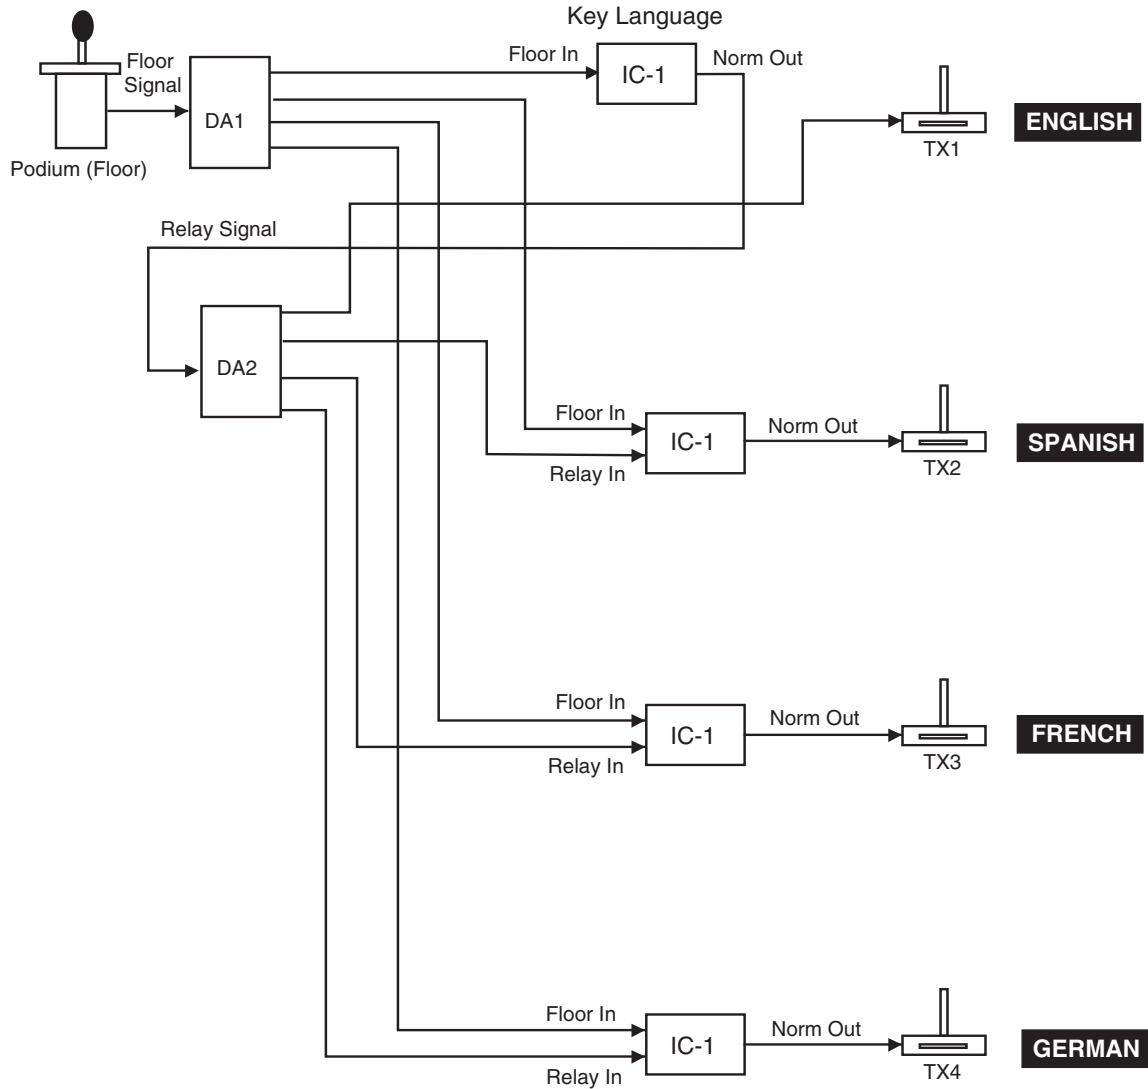 Key Language
Floor In
IC-1
Norm Out
Floor
Signal
DA1
Podium (Floor)
TX1
ENGLISH
Relay Signal
DA2
Floor In
Relay In
IC-1
Norm Out
TX2
SPANISH
Floor In
Relay In
IC-1
Norm Out
TX3
FRENCH
Floor In
Relay In
IC-1
Norm Out
TX4
GERMAN